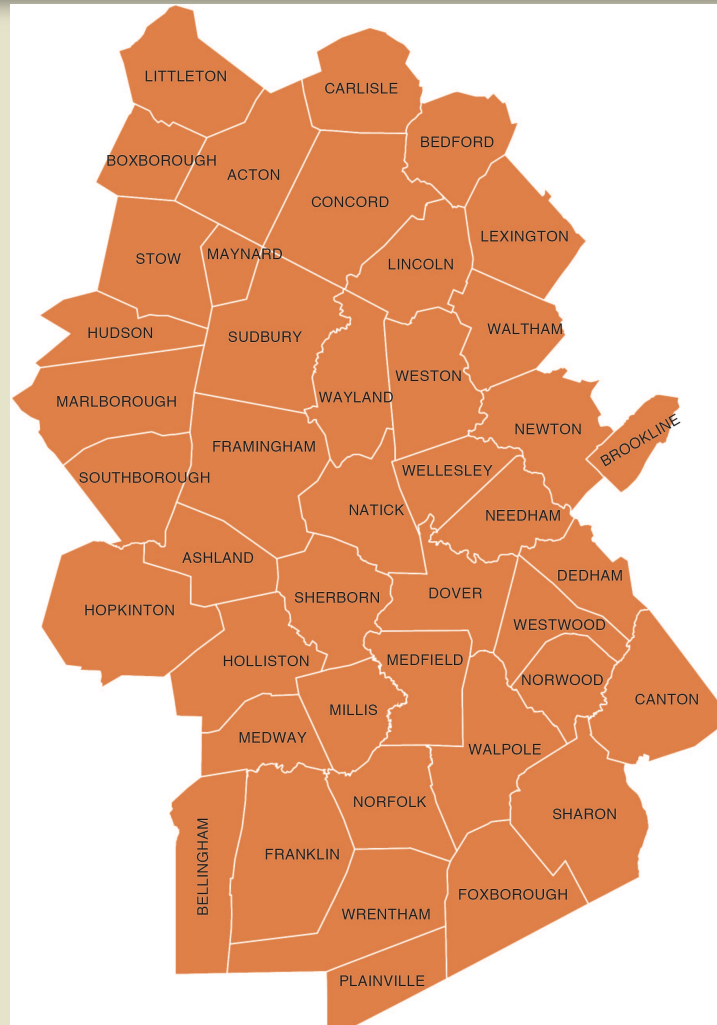 LITTLETON
CARLISLE
BEDFORD
BOXBOROUGH
ACTON
CONCORD
LEXINGTON
STOW
MAYNARD
LINCOLN
HUDSON
SUDBURY
WALTHAM
WESTON
MARLBOROUGH
WAYLAND
NEWTON
BROOKLINE
FRAMINGHAM
SOUTHBOROUGH
WELLESLEY
NATICK
NEEDHAM
ASHLAND
DEDHAM
HOPKINTON
SHERBORN
DOVER
WESTWOOD
HOLLISTON
MEDFIELD
NORWOOD
CANTON
MILLIS
MEDWAY
WALPOLE
NORFOLK
SHARON
BELLINGHAM
FRANKLIN
FOXBOROUGH
WRENTHAM
PLAINVILLE